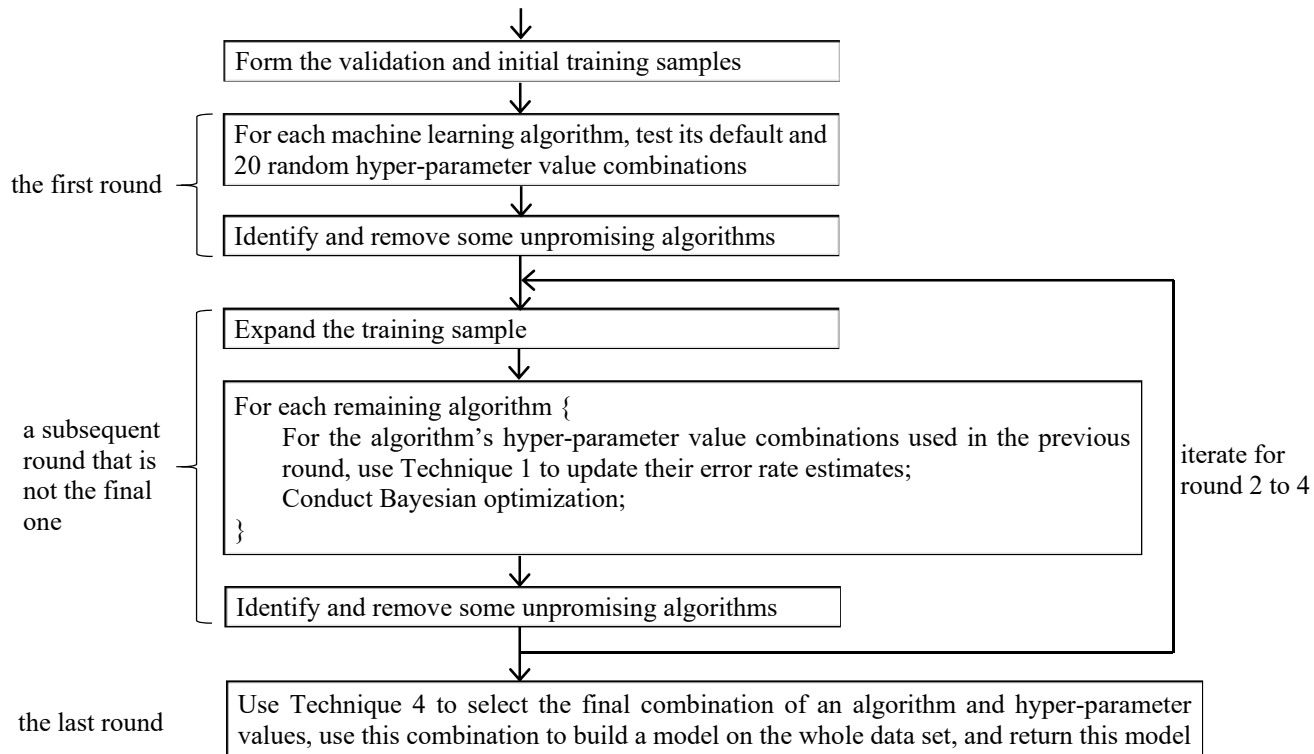 Form the validation and initial training samples
the first round
For each machine learning algorithm, test its default and
20 random hyper-parameter value combinations
Identify and remove some unpromising algorithms
a subsequent
round that is
not the final
one
Expand the training sample
For each remaining algorithm {
For the algorithm's hyper-parameter value combinations used in the previous
round, use Technique 1 to update their error rate estimates;
Conduct Bayesian optimization;
}
iterate for
round 2 to 4
Identify and remove some unpromising algorithms
the last round
Use Technique 4 to select the final combination of an algorithm and hyper-parameter
values, use this combination to build a model on the whole data set, and return this model